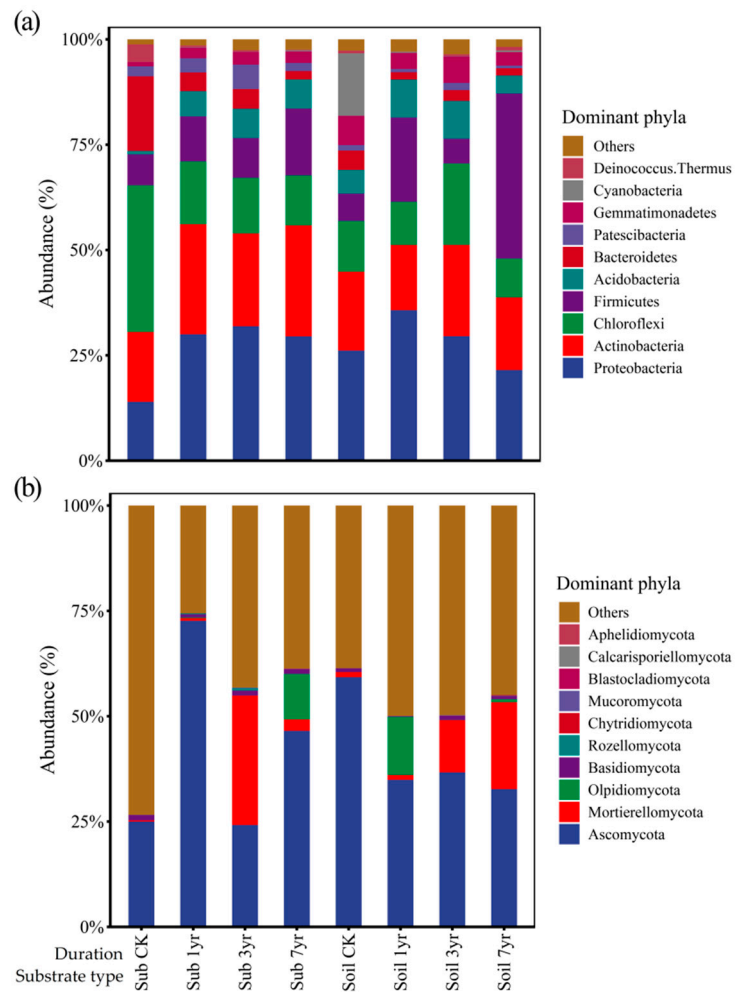 (a)
100%
75%
50%
25%
0%
Abundance (%)
Dominant phyla
Others
Deinococcus.Thermus
Cyanobacteria
Gemmatimonadetes
Patescibacteria
Bacteroidetes
Acidobacteria
Firmicutes
Chloroflexi
Actinobacteria
Proteobacteria
(b)
100%
75%
50%
25%
0%
Abundance (%)
Dominant phyla
Others
Aphelidiomycota
Calcarisporiellomycota
Blastocladiomycota
Mucoromycota
Chytridiomycota
Rozellomycota
Basidiomycota
Olpidiomycota
Mortierellomycota
Ascomycota
Duration
Substrate type
Sub CK
Sub 1yr
Sub 3yr
Sub 7yr
Soil CK
Soil 1yr
Soil 3yr
Soil 7yr